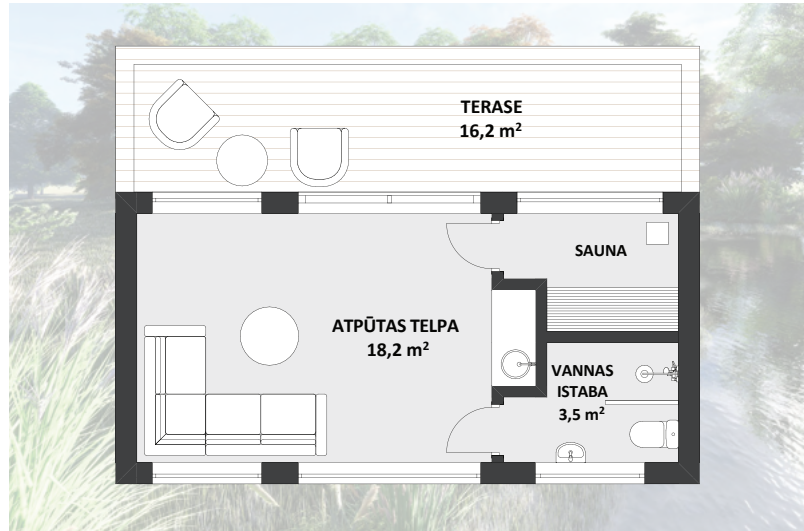 TERASE
16,2 m²
SAUNA
ATPŪTAS TELPA
18,2 m²
VANNAS
ISTABA
3,5 m²